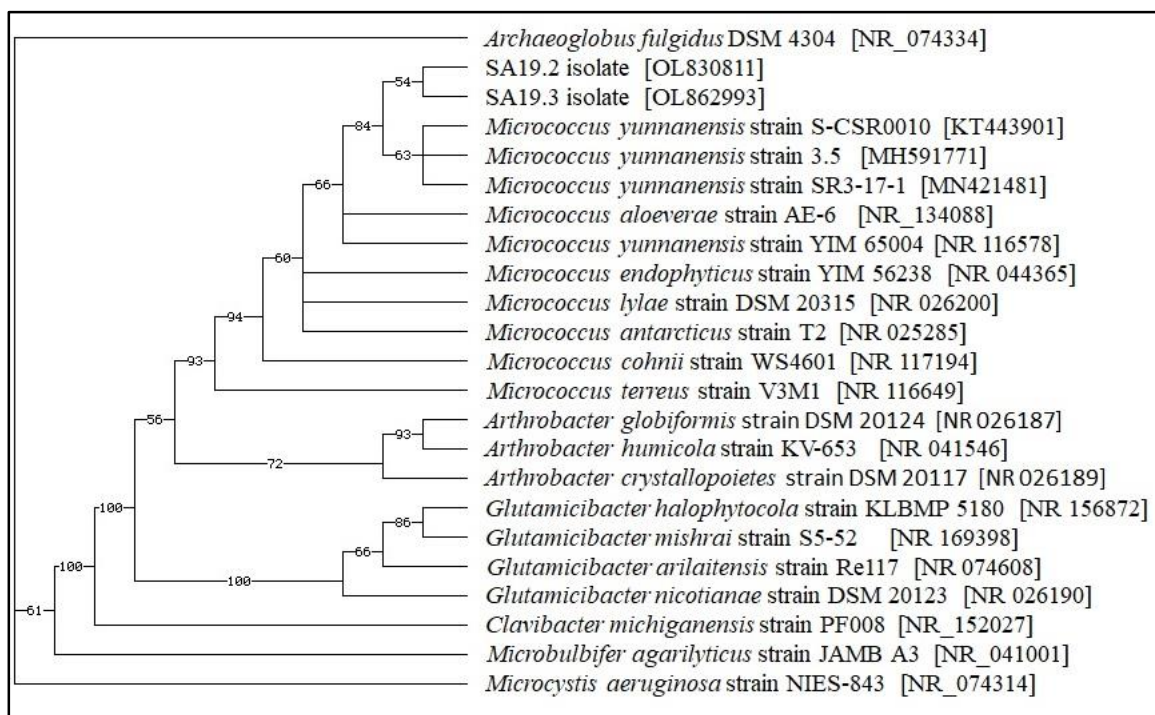 Archaeoglobus fulgidus DSM 4304 [NR_074334]
SA19.2 isolate [OL830811]
54
SA19.3 isolate [OL862993]
84
Micrococcus yunnanensis strain S-CSR0010 [KT443901]
63
Micrococcus yunnanensis strain 3.5 [MH591771]
66
Micrococcus yunnanensis strain SR3-17-1 [MN421481]
Micrococcus aloeverae strain AE-6 [NR_134088]
Micrococcus yunnanensis strain YIM 65004 [NR 116578]
60
Micrococcus endophyticus strain YIM 56238 [NR 044365]
Micrococcus lylae strain DSM 20315 [NR 026200]
94
Micrococcus antarcticus strain T2 [NR 025285]
93
Micrococcus cohnii strain WS4601 [NR 117194]
Micrococcus terreus strain V3M1 [NR 116649]
56
Arthrobacter globiformis strain DSM 20124 [NR 026187]
93
Arthrobacter humicola strain KV-653 [NR 041546]
72
Arthrobacter crystallopoietes strain DSM 20117 [NR 026189]
100
Glutamicibacter halophytocola strain KLBMP 5180 [NR 156872]
86
Glutamicibacter mishrai strain S5-52 [NR 169398]
66
100
Glutamicibacter arilaitensis strain Re117 [NR 074608]
100
Glutamicibacter nicotianae strain DSM 20123 [NR 026190]
61
Clavibacter michiganensis strain PF008 [NR_152027]
Microbulbifer agarilyticus strain JAMB A3 [NR_041001]
Microcystis aeruginosa strain NIES-843 [NR_074314]